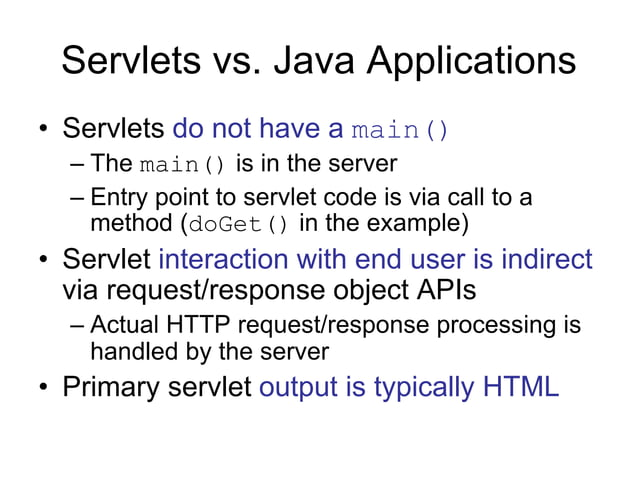 Servlets vs. Java Applications
• Servlets do not have a main()
– The main() is in the server
– Entry point to servlet code is via call to a
method (doGet() in the example)
• Servlet interaction with end user is indirect
via request/response object APIs
– Actual HTTP request/response processing is
handled by the server
• Primary servlet output is typically HTML